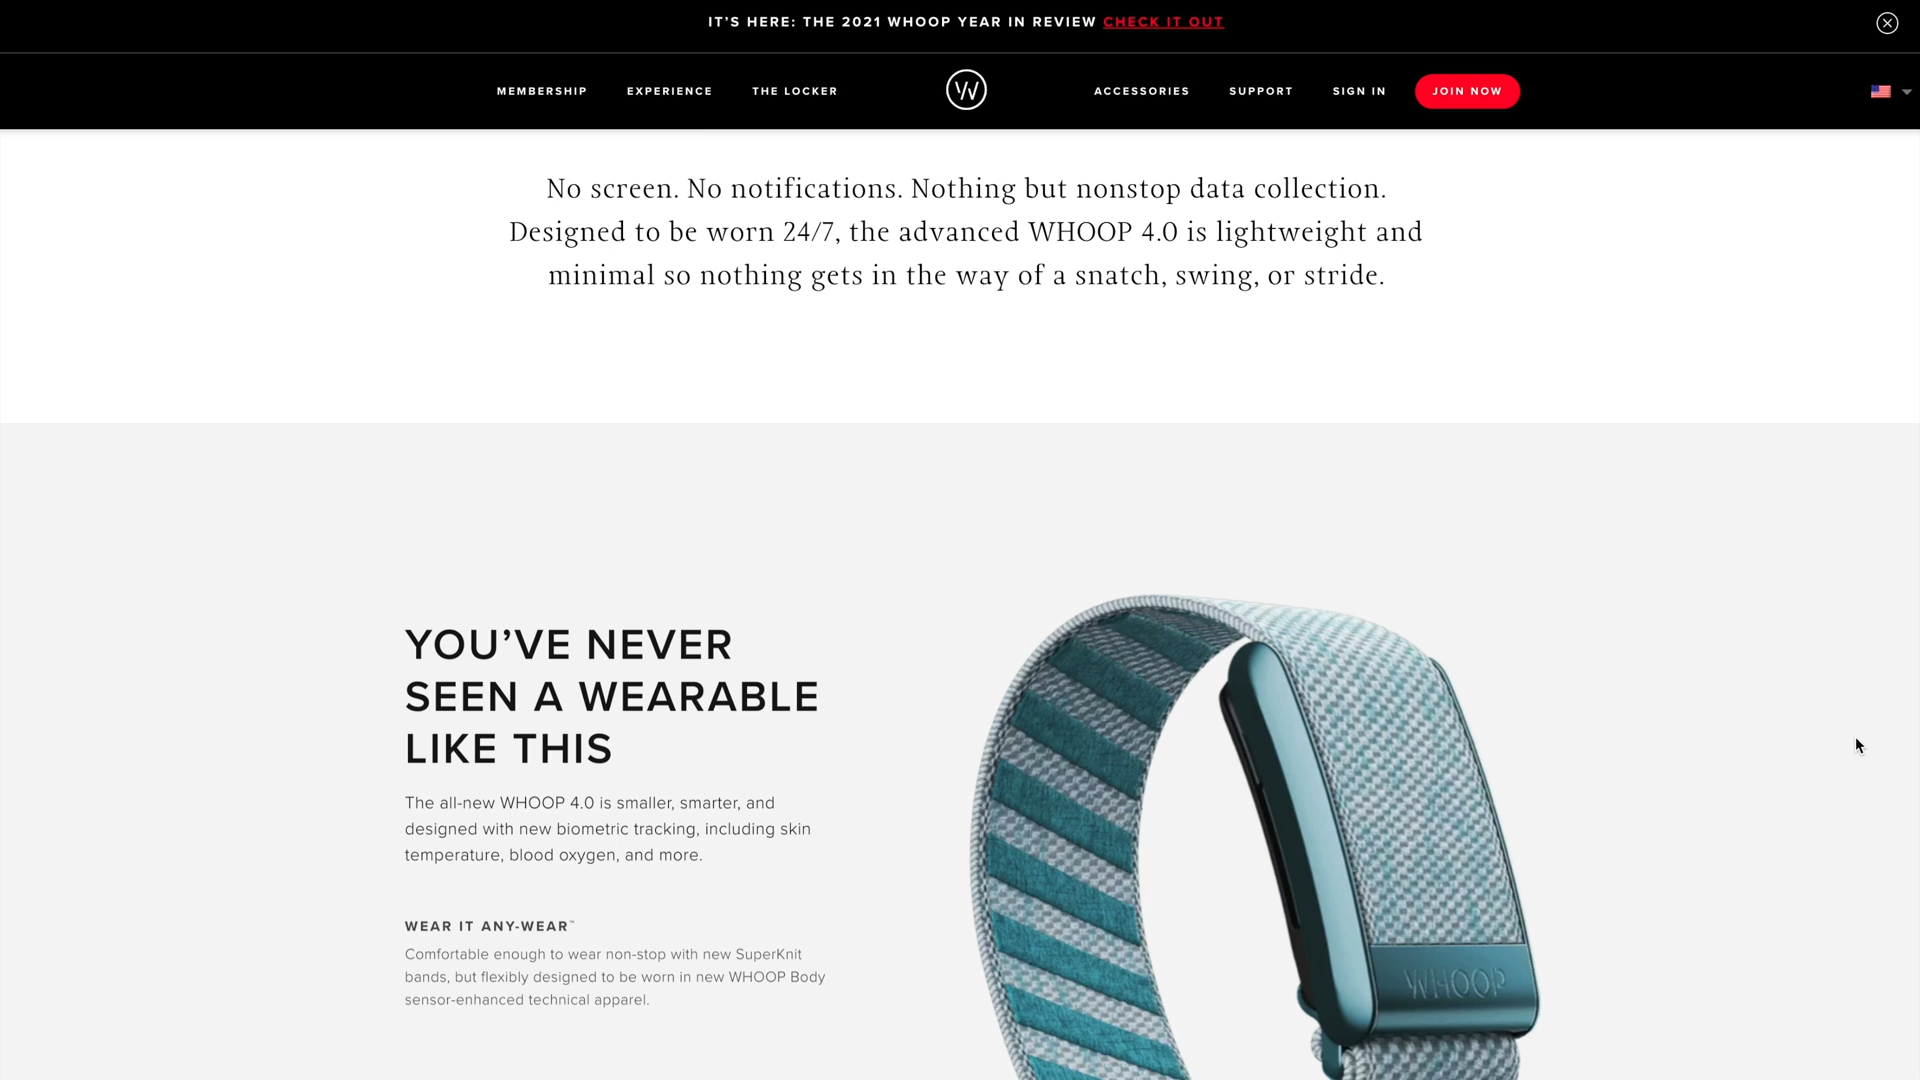 IT'S HERE: THE 2021 WHOOP YEAR IN REVIEW CHECK IT OUT
MEMBERSHIP EXPERIENCE THE LOCKER W ACCESSORIES SUPPORT SIGN IN JOIN NOW
No screen. No notifications. Nothing but nonstop data collection.
Designed to be worn 24/7, the advanced WHOOP 4.0 is lightweight and
minimal so nothing gets in the way of a snatch, swing, or stride.
YOU'VE NEVER
SEEN A WEARABLE
LIKE THIS
The all-new WHOOP 4.0 is smaller, smarter, and
designed with new biometric tracking, including skin
temperature, blood oxygen, and more.
WEAR IT ANY-WEAR™
Comfortable enough to wear non-stop with new SuperKnit
bands, but flexibly designed to be worn in new WHOOP Body
sensor-enhanced technical apparel.
WHOOP